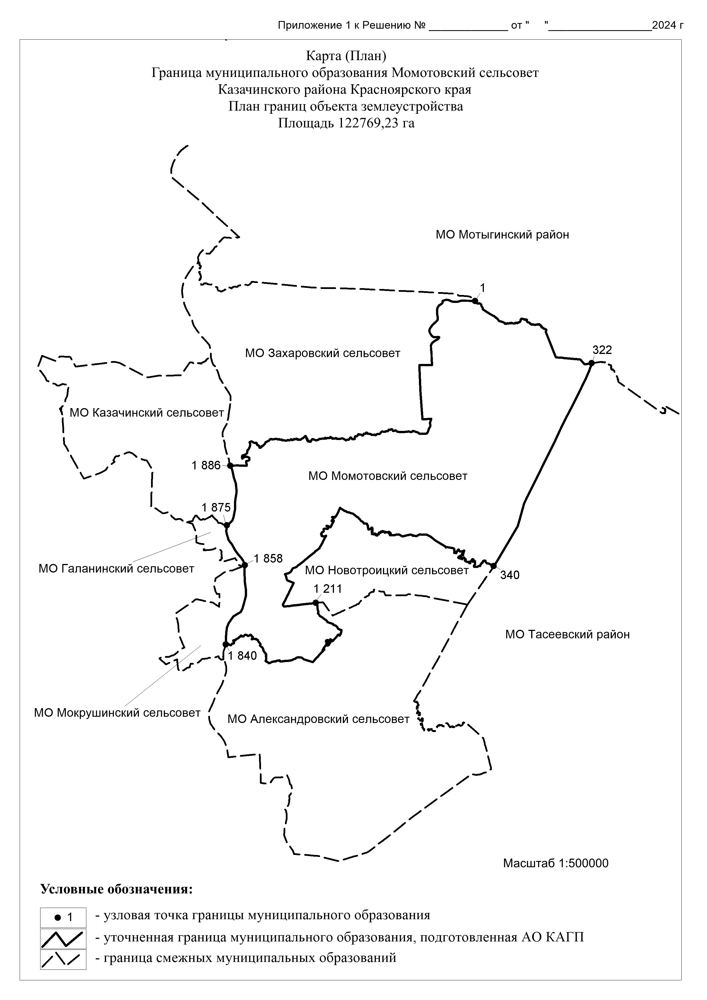 Приложение 1 к Решению № _____________ от "     "_________________2024 г
Карта (План)
Граница муниципального образования Момотовский сельсовет
Казачинского района Красноярского края
План границ объекта землеустройства
Площадь 122769,23 га
МО Мотыгинский район
1
322
МО Захаровский сельсовет
МО Казачинский сельсовет
1 886
МО Момотовский сельсовет
1 875
1 858
МО Галанинский сельсовет
МО Новотроицкий сельсовет
340
1 211
МО Тасеевский район
1 840
МО Мокрушинский сельсовет
МО Александровский сельсовет
Масштаб 1:500000
Условные обозначения:
1 - узловая точка границы муниципального образования
- уточненная граница муниципального образования, подготовленная АО КАГП
- граница смежных муниципальных образований